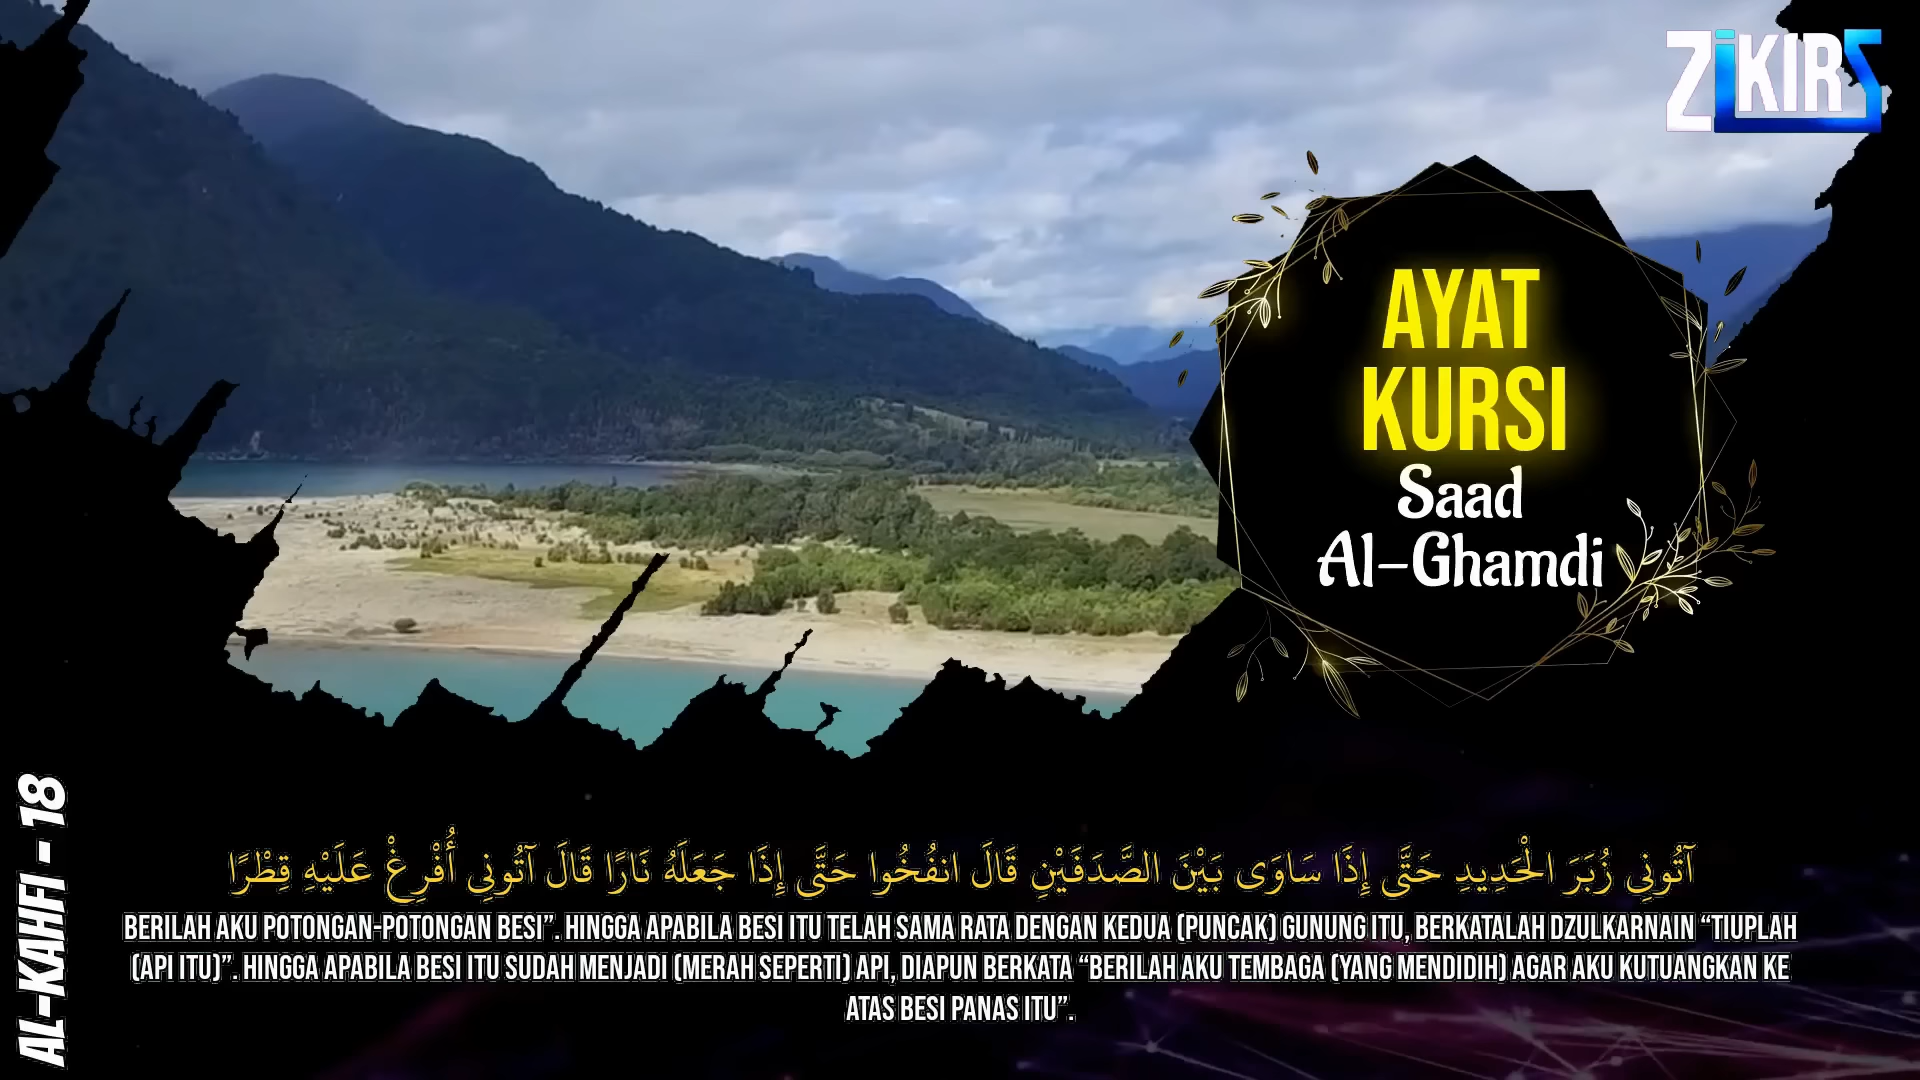 ZIKIRS
AYAT
KURSI
Saad
Al-Ghamdi
AL-KAHFI - 18
آتُونِي زُبَرَ الْحَدِيدِ حَتَّى إِذَا سَاوَى بَيْنَ الصَّدَفَيْنِ قَالَ انفُخُوا حَتَّى إِذَا جَعَلَهُ نَارًا قَالَ آتُونِي أُفْرِغْ عَلَيْهِ قِطْرًا
BERILAH AKU POTONGAN-POTONGAN BESI”. HINGGA APABILA BESI ITU TELAH SAMA RATA DENGAN KEDUA (PUNCAK) GUNUNG ITU, BERKATALAH DZULKARNAIN “TIUPLAH
(API ITU)”. HINGGA APABILA BESI ITU SUDAH MENJADI (MERAH SEPERTI) API, DIAPUN BERKATA “BERILAH AKU TEMBAGA (YANG MENDIDIH) AGAR AKU KUTUANGKAN KE
ATAS BESI PANAS ITU”.